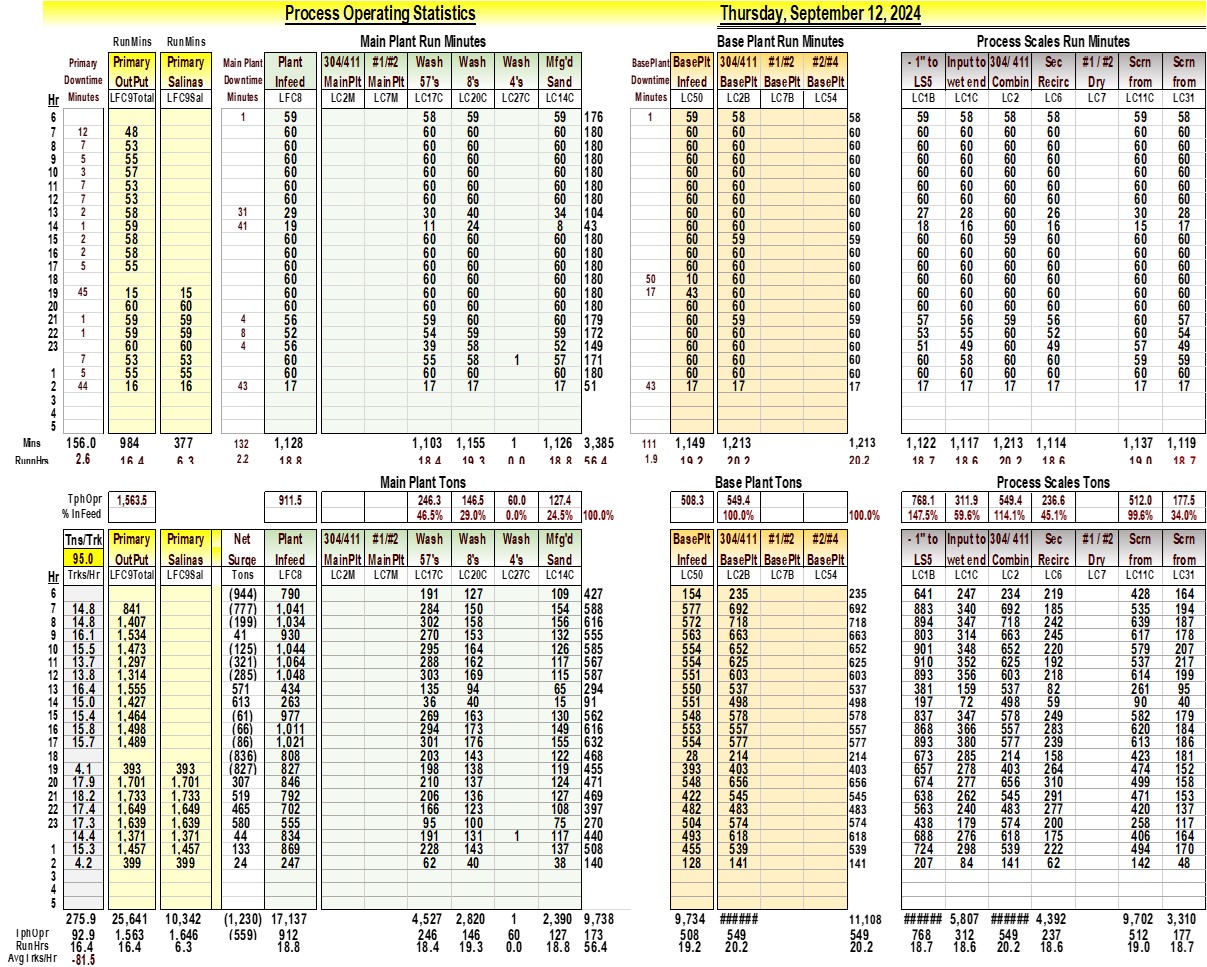 Process Operating Statistics Thursday, September 12, 2024
RunMins RunMins Main Plant Run Minutes Base Plant Run Minutes Process Scales Run Minutes
Primary Primary Primary Main Plant Plant 304/411 #1/#2 Wash Wash Wash Mfg'd BasePlant BasePlt 304/411 #1/#2 #2/#4 - 1" to Input to 304/ 411 Sec #1 / #2 Scrn Scrn
Downtime OutPut Salinas Downtime Infeed MainPlt MainPlt 57's 8's 4's Sand Downtime Infeed BasePlt BasePlt BasePlt LS5 wet end Combin Recirc Dry from from
Hr Minutes LFC9Total LFC9Sal Minutes LFC8 LC2M LC7M LC17C LC20C LC27C LC14C Minutes LC50 LC2B LC7B LC54 LC1B LC1C LC2 LC6 LC7 LC11C LC31
6 1 59 58 59 59 176 1 59 58 58 59 58 58 58 59 58
7 12 48 60 60 60 60 180 60 60 60 60 60 60 60 60 60
8 7 53 60 60 60 60 180 60 60 60 60 60 60 60 60 60
9 5 55 60 60 60 60 180 60 60 60 60 60 60 60 60 60
10 3 57 60 60 60 60 180 60 60 60 60 60 60 60 60 60
11 7 53 60 60 60 60 180 60 60 60 60 60 60 60 60 60
12 7 53 60 60 60 60 180 60 60 60 60 60 60 60 60 60
13 2 58 31 29 30 40 34 104 60 60 60 27 28 60 26 30 28
14 1 59 41 19 11 24 8 43 60 60 60 18 16 60 16 15 17
15 2 58 60 60 60 60 180 60 59 59 60 60 60 60 60 60
16 2 58 60 60 60 60 180 60 60 60 60 60 60 60 60 60
17 5 55 60 60 60 60 180 60 60 60 60 60 60 60 60 60
18 60 60 60 60 180 50 10 60 60 60 60 60 60 60 60
19 45 15 15 60 60 60 60 180 17 43 60 60 60 60 60 60 60 60
20 60 60 60 60 60 60 180 60 60 60 60 60 60 60 60 60
21 1 59 59 4 56 59 60 60 179 60 59 59 57 56 59 56 60 57
22 1 59 59 8 52 54 59 59 172 60 60 60 53 55 60 52 60 54
23 60 60 4 56 39 58 52 149 60 60 60 51 49 60 49 57 49
7 53 53 60 55 58 1 57 171 60 60 60 60 58 60 60 59 59
1 5 55 55 60 60 60 60 180 60 60 60 60 60 60 60 60 60
2 44 16 16 43 17 17 17 17 51 43 17 17 17 17 17 17 17 17 17
3
4
5
Mins 156.0 984 377 132 1,128 1,103 1,155 1 1,126 3,385 111 1,149 1,213 1,213 1,122 1,117 1,213 1,114 1,137 1,119
RunnHrs 2.6 16.4 6.3 2.2 18.8 18.4 19.3 0.0 18.8 56.4 1.9 19.2 20.2 20.2 18.7 18.6 20.2 18.6 19.0 18.7
Main Plant Tons Base Plant Tons Process Scales Tons
TphOpr 1,563.5 911.5 246.3 146.5 60.0 127.4 508.3 549.4 768.1 311.9 549.4 236.6 512.0 177.5
% InFeed 46.5% 29.0% 0.0% 24.5% 100.0% 100.0% 100.0% 147.5% 59.6% 114.1% 45.1% 99.6% 34.0%
Tns/Trk Primary Primary Net Plant 304/411 #1/#2 Wash Wash Wash Mfg'd BasePlt 304/411 #1/#2 #2/#4 - 1" to Input to 304/ 411 Sec #1 / #2 Scrn Scrn
95.0 OutPut Salinas Surge Infeed MainPlt MainPlt 57's 8's 4's Sand Infeed BasePlt BasePlt BasePlt LS5 wet end Combin Recirc Dry from from
Hr Trks/Hr LFC9Total LFC9Sal Tons LFC8 LC2M LC7M LC17C LC20C LC27C LC14C LC50 LC2B LC7B LC54 LC1B LC1C LC2 LC6 LC7 LC11C LC31
6 (944) 790 191 127 109 427 154 235 235 641 247 234 219 428 164
7 14.8 841 (777) 1,041 284 150 154 588 577 692 692 883 340 692 185 535 194
8 14.8 1,407 (199) 1,034 302 158 156 616 572 718 718 894 347 718 242 639 187
9 16.1 1,534 41 930 270 153 132 555 563 663 663 803 314 663 245 617 178
10 15.5 1,473 (125) 1,044 295 164 126 585 554 652 652 901 348 652 220 579 207
11 13.7 1,297 (321) 1,064 288 162 117 567 554 625 625 910 352 625 192 537 217
12 13.8 1,314 (285) 1,048 303 169 115 587 551 603 603 893 356 603 218 614 199
13 16.4 1,555 571 434 135 94 65 294 550 537 537 381 159 537 82 261 95
14 15.0 1,427 613 263 36 40 15 91 551 498 498 197 72 498 59 90 40
15 15.4 1,464 (61) 977 269 163 130 562 548 578 578 837 347 578 249 582 179
16 15.8 1,498 (66) 1,011 294 173 149 616 553 557 557 868 366 557 283 620 184
17 15.7 1,489 (86) 1,021 301 176 155 632 554 577 577 893 380 577 239 613 186
18 (836) 808 203 143 122 468 28 214 214 673 285 214 158 423 181
19 4.1 393 393 (827) 827 198 138 119 455 393 403 403 657 278 403 264 474 152
20 17.9 1,701 1,701 307 846 210 137 124 471 548 656 656 674 277 656 310 499 158
21 18.2 1,733 1,733 519 792 206 136 127 469 422 545 545 638 262 545 291 471 153
22 17.4 1,649 1,649 465 702 166 123 108 397 482 483 483 563 240 483 277 420 137
23 17.3 1,639 1,639 580 555 95 100 75 270 504 574 574 438 179 574 200 258 117
14.4 1,371 1,371 44 834 191 131 1 117 440 493 618 618 688 276 618 175 406 164
1 15.3 1,457 1,457 133 869 228 143 137 508 455 539 539 724 298 539 222 494 170
2 4.2 399 399 24 247 62 40 38 140 128 141 141 207 84 141 62 142 48
3
4
5
275.9 25,641 10,342 (1,230) 17,137 4,527 2,820 1 2,390 9,738 9,734 ###### 11,108 ###### 5,807 ###### 4,392 9,702 3,310
TphOpr 92.9 1,563 1,646 (559) 912 246 146 60 127 173 508 549 549 768 312 549 237 512 177
RunHrs 16.4 16.4 6.3 18.8 18.4 19.3 0.0 18.8 56.4 19.2 20.2 20.2 18.7 18.6 20.2 18.6 19.0 18.7
AvgTrks/Hr -81.5